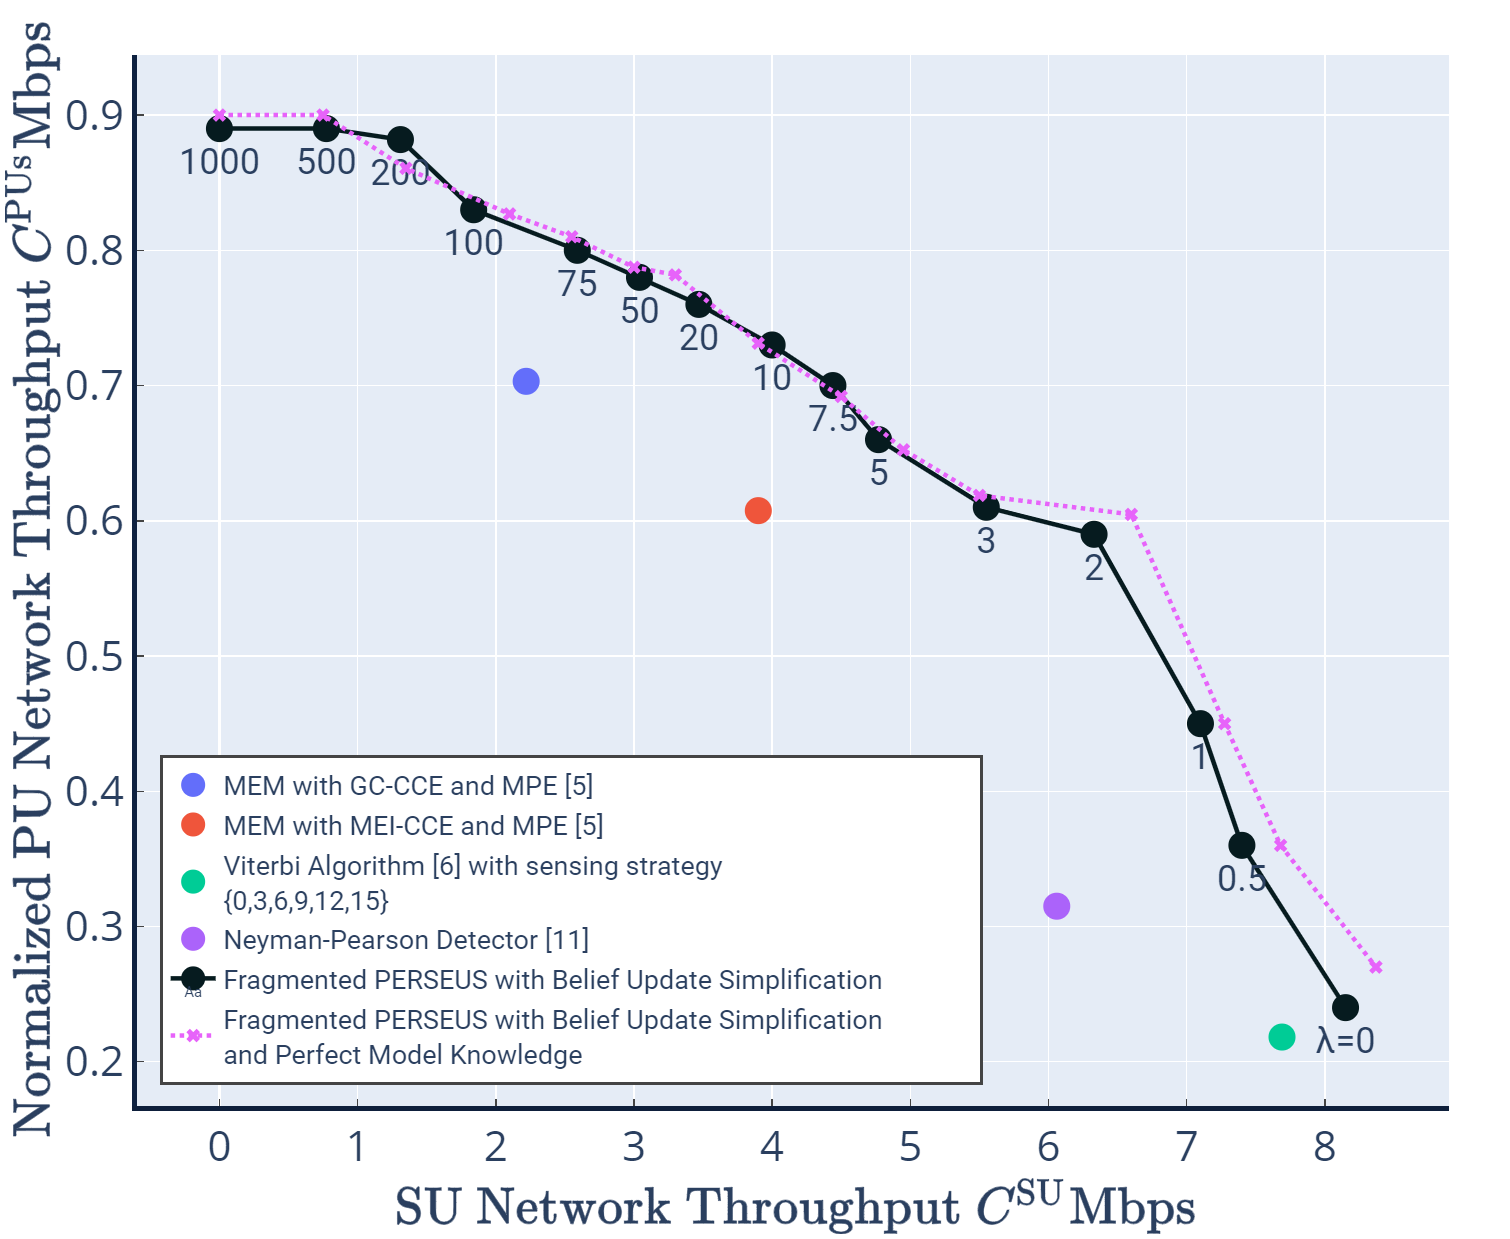 Normalized PU Network Throughput C^PUs Mbps
0.9
0.8
0.7
0.6
0.5
0.4
0.3
0.2
1000
500
200
100
75
50
20
10
7.5
5
3
2
1
0.5
λ=0
MEM with GC-CCE and MPE [5]
MEM with MEI-CCE and MPE [5]
Viterbi Algorithm [6] with sensing strategy
{0,3,6,9,12,15}
Neyman-Pearson Detector [11]
Aa
Fragmented PERSEUS with Belief Update Simplification
Fragmented PERSEUS with Belief Update Simplification
and Perfect Model Knowledge
0 1 2 3 4 5 6 7 8
SU Network Throughput C^SU Mbps